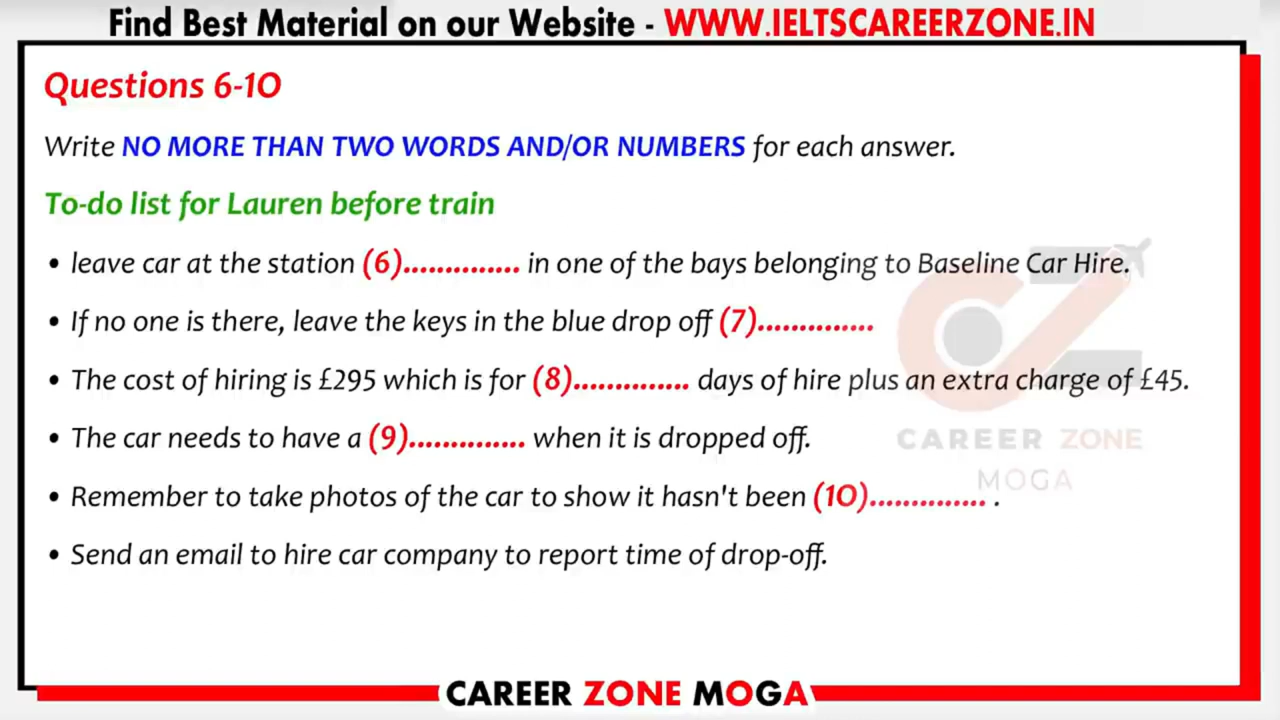 Find Best Material on our Website - WWW.IELTSCAREERZONE.IN
Questions 6-10
Write NO MORE THAN TWO WORDS AND/OR NUMBERS for each answer.
To-do list for Lauren before train
• leave car at the station (6).............. in one of the bays belonging to Baseline Car Hire.
• If no one is there, leave the keys in the blue drop off (7)..............
• The cost of hiring is £295 which is for (8).............. days of hire plus an extra charge of £45.
• The car needs to have a (9).............. when it is dropped off.
CAREER ZONE
MOGA
• Remember to take photos of the car to show it hasn't been (10).............. .
• Send an email to hire car company to report time of drop-off.
CAREER ZONE MOGA